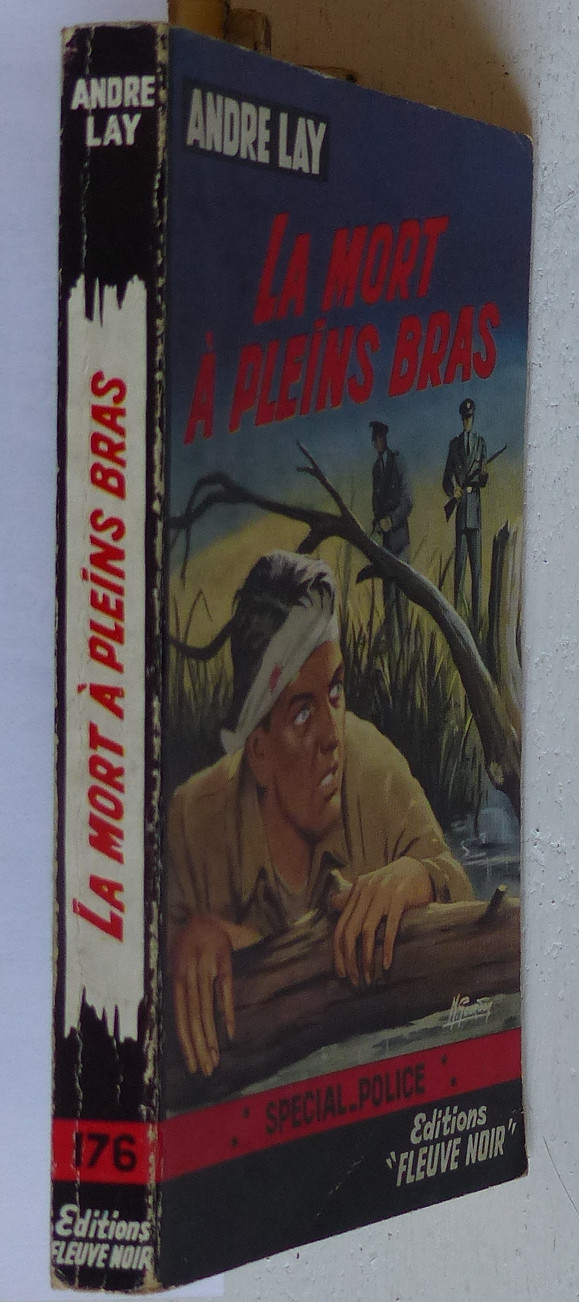 ANDRE
LAY
LA MORT À PLEINS BRAS
176
Editions
FLEUVE NOIR
ANDRE LAY
LA MORT
À PLEINS BRAS
SPECIAL-POLICE
Editions
"FLEUVE NOIR"